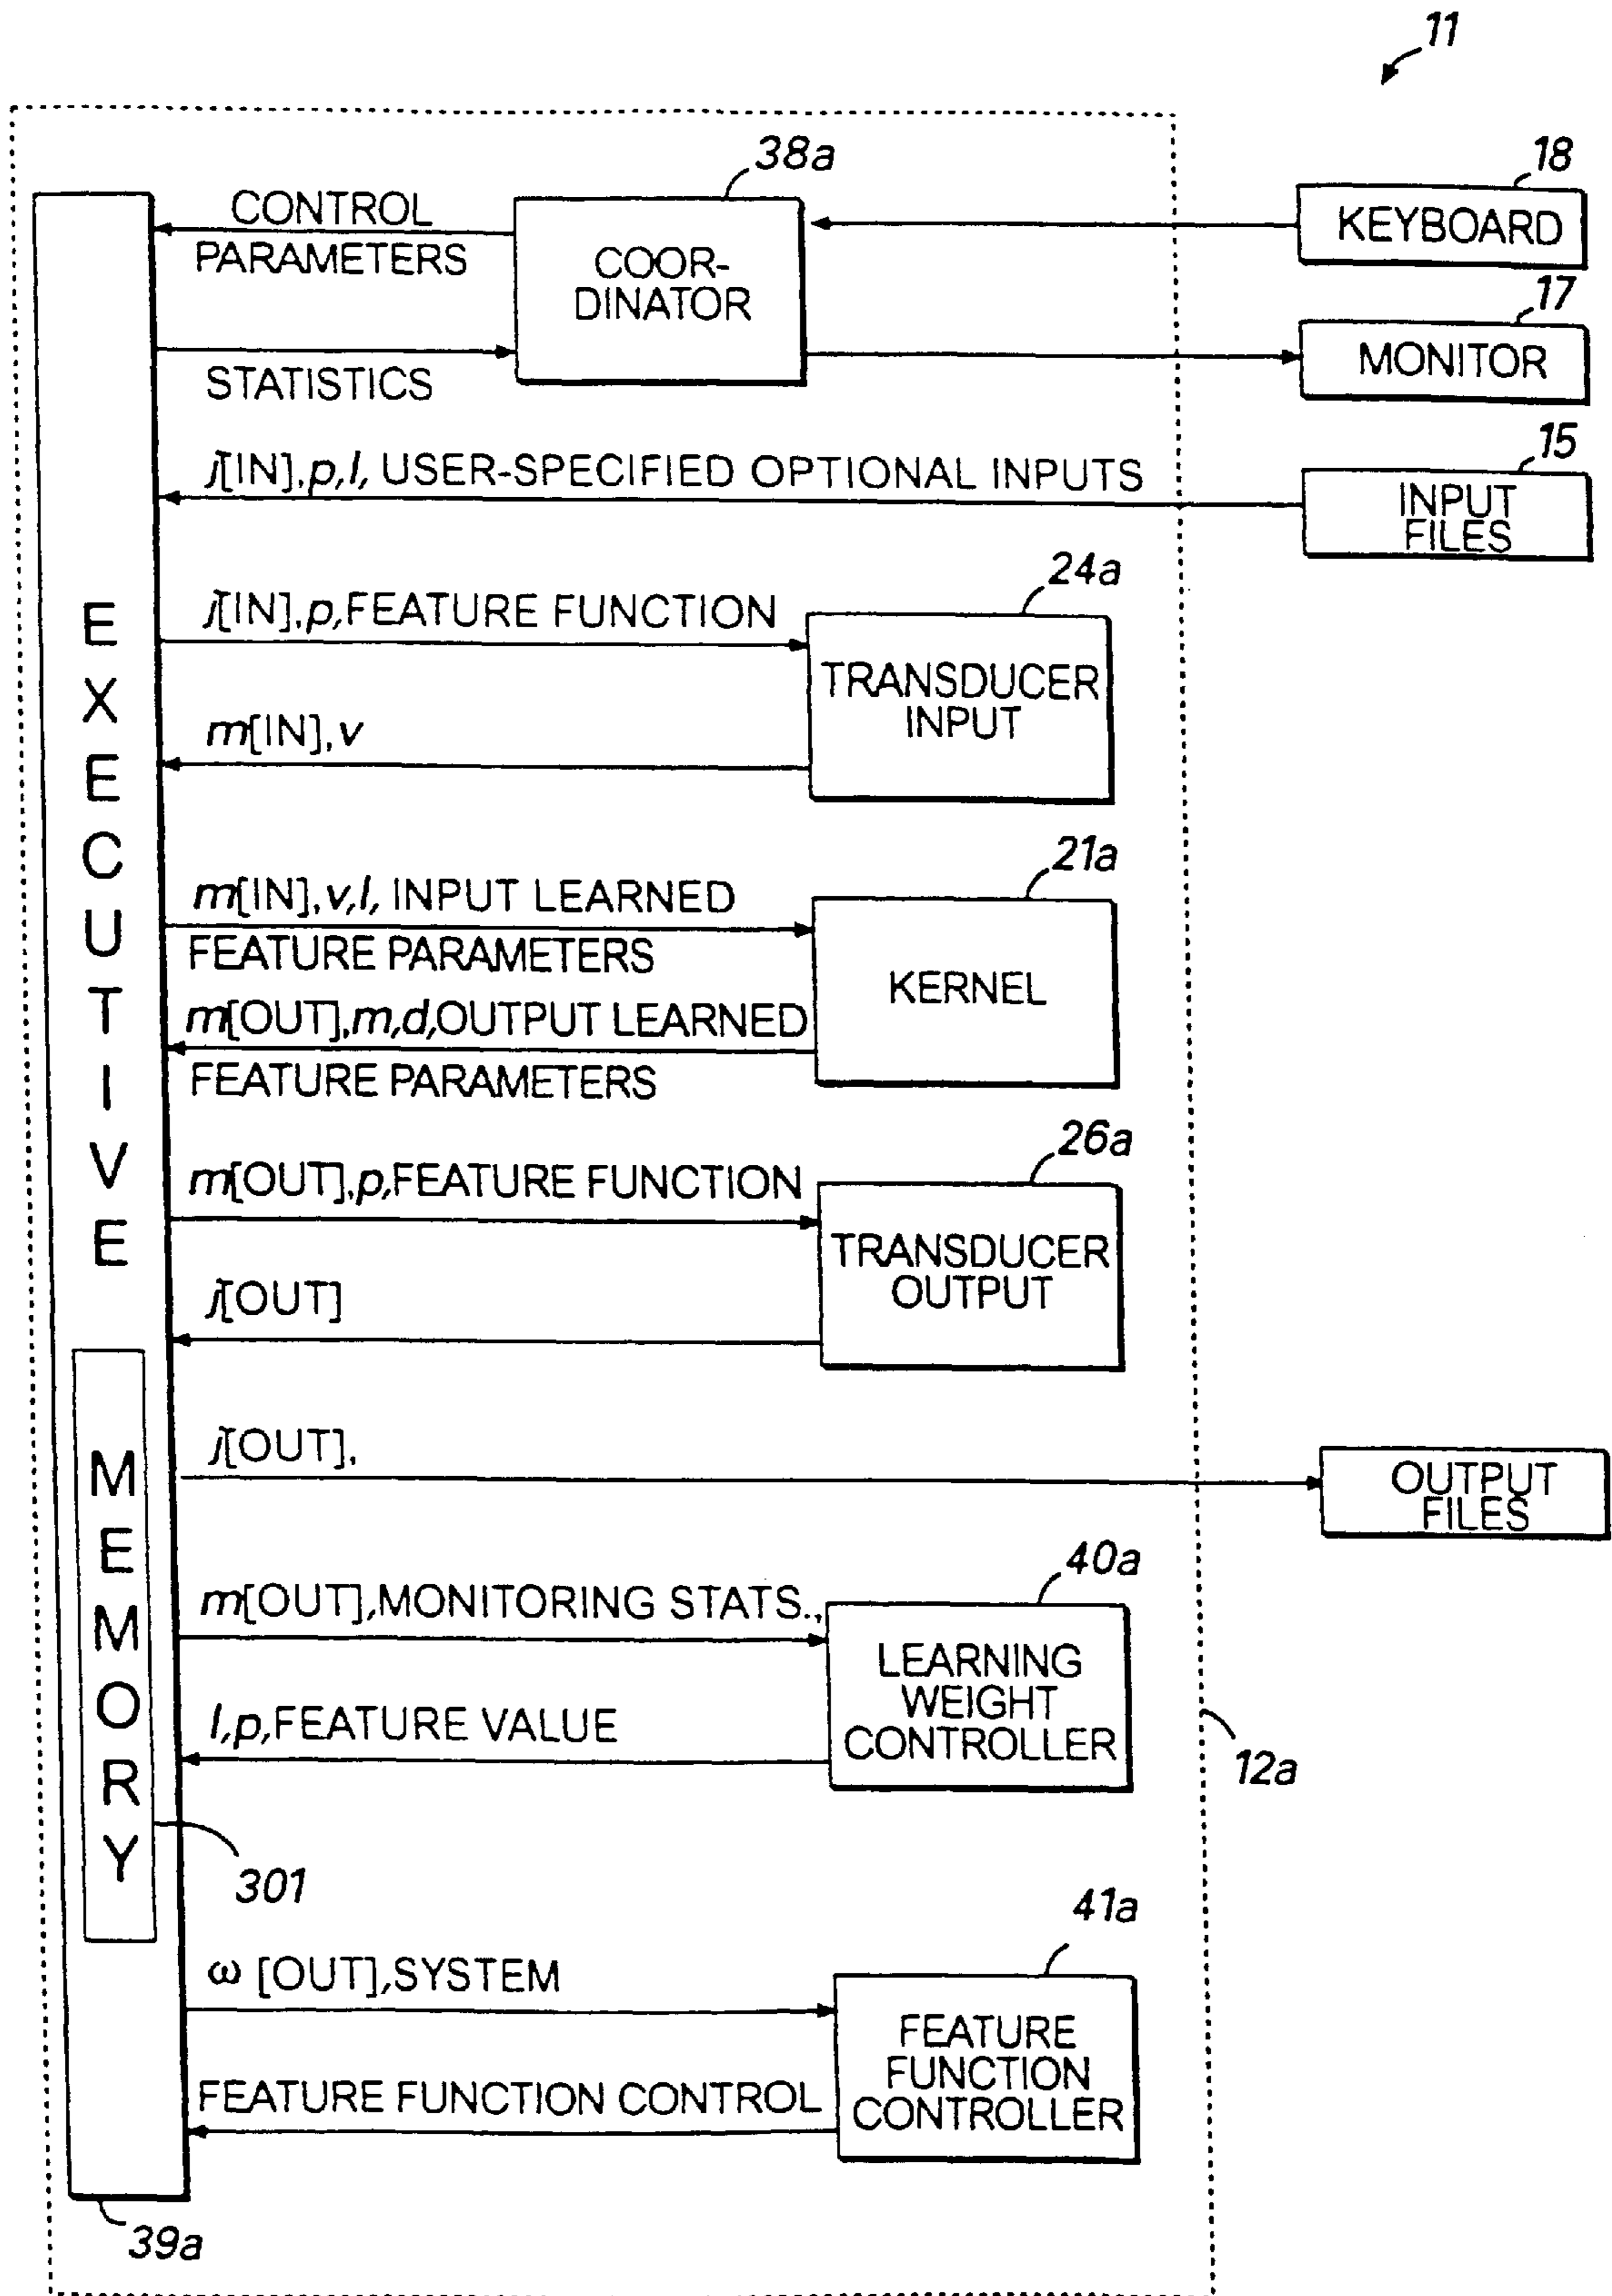 11
38a
18
CONTROL
PARAMETERS
COOR-
DINATOR
KEYBOARD
17
STATISTICS
MONITOR
15
j[IN],p,l, USER-SPECIFIED OPTIONAL INPUTS
INPUT
FILES
24a
j[IN],p,FEATURE FUNCTION
TRANSDUCER
INPUT
m[IN],v
21a
m[IN],v,l, INPUT LEARNED
FEATURE PARAMETERS
KERNEL
m[OUT],m,d,OUTPUT LEARNED
FEATURE PARAMETERS
26a
m[OUT],p,FEATURE FUNCTION
TRANSDUCER
OUTPUT
j[OUT]
EXECUTIVE
j[OUT],
OUTPUT
FILES
MEMORY
40a
m[OUT],MONITORING STATS.,
LEARNING
WEIGHT
CONTROLLER
l,p,FEATURE VALUE
12a
301
41a
ω [OUT],SYSTEM
FEATURE
FUNCTION
CONTROLLER
FEATURE FUNCTION CONTROL
39a